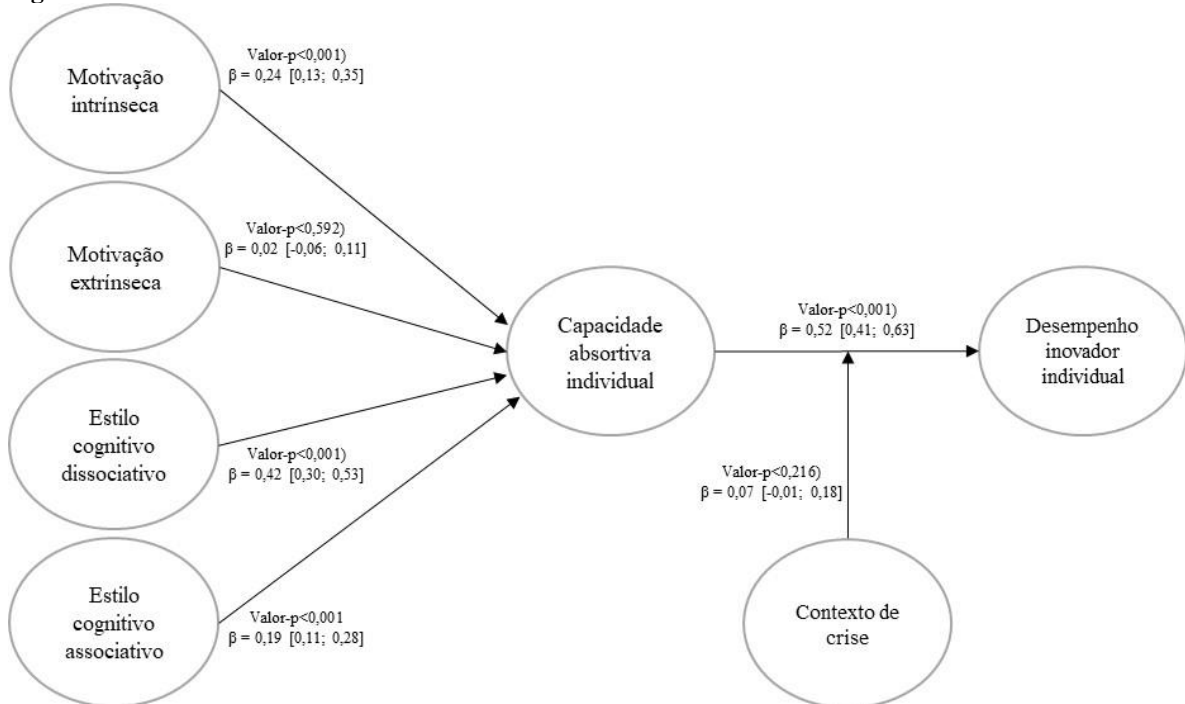 Valor-p<0,001)
β = 0,24 [0,13; 0,35]
Motivação
intrínseca
Valor-p<0,592)
β = 0,02 [-0,06; 0,11]
Motivação
extrínseca
Capacidade
absortiva
individual
Valor-p<0,001)
β = 0,52 [0,41; 0,63]
Desempenho
inovador
individual
Estilo
cognitivo
dissociativo
Valor-p<0,001)
β = 0,42 [0,30; 0,53]
Valor-p<0,216)
β = 0,07 [-0,01; 0,18]
Estilo
cognitivo
associativo
Valor-p<0,001
β = 0,19 [0,11; 0,28]
Contexto de
crise